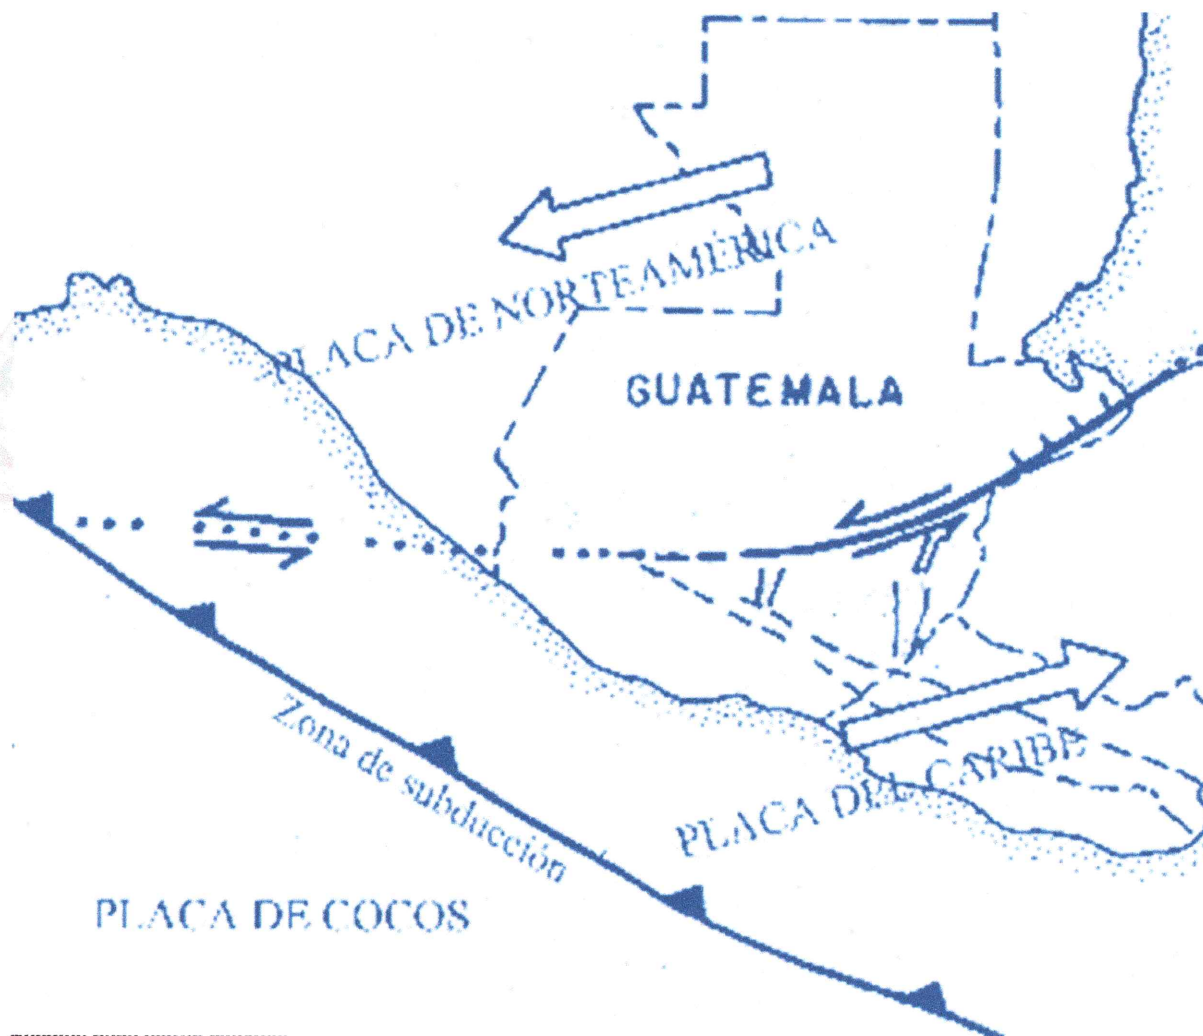 PLACA DE NORTEAMÉRICA
GUATEMALA
Zona de subducción
PLACA DEL CARIBE
PLACA DE COCOS